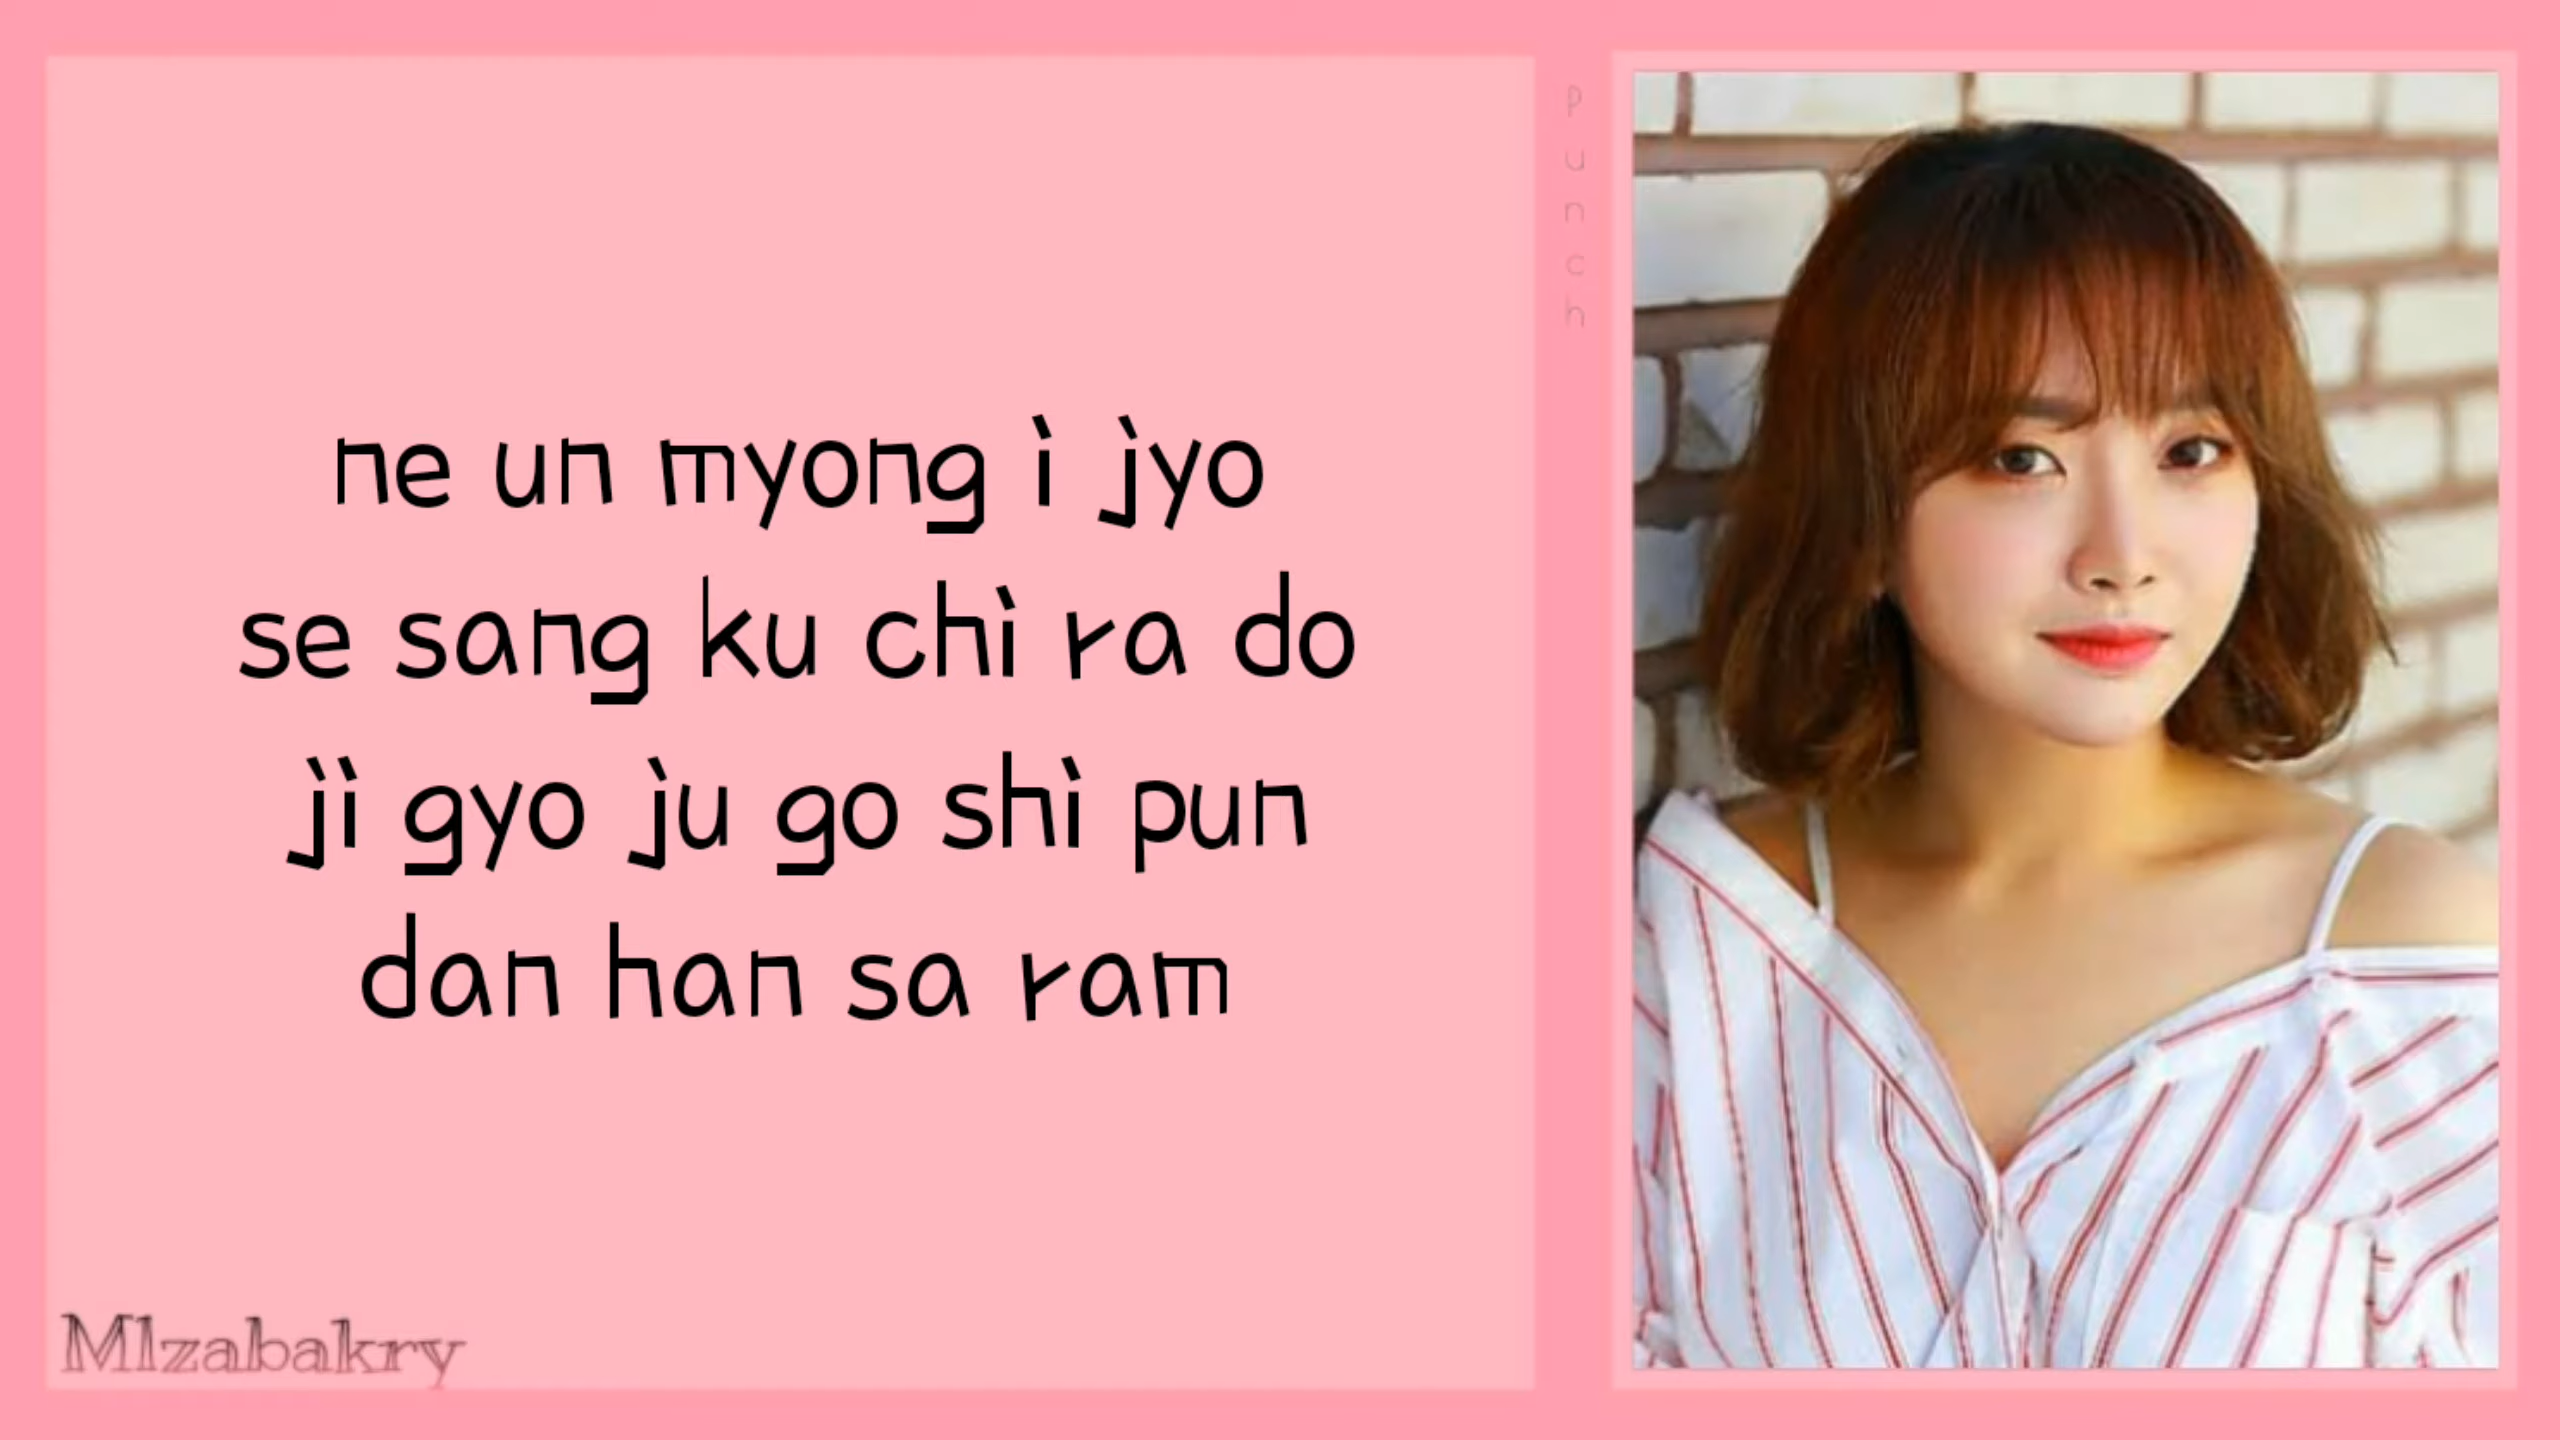 ne un myong i jyo
se sang ku chi ra do
ji gyo ju go shi pun
dan han sa ram
Punch
M1zabakry